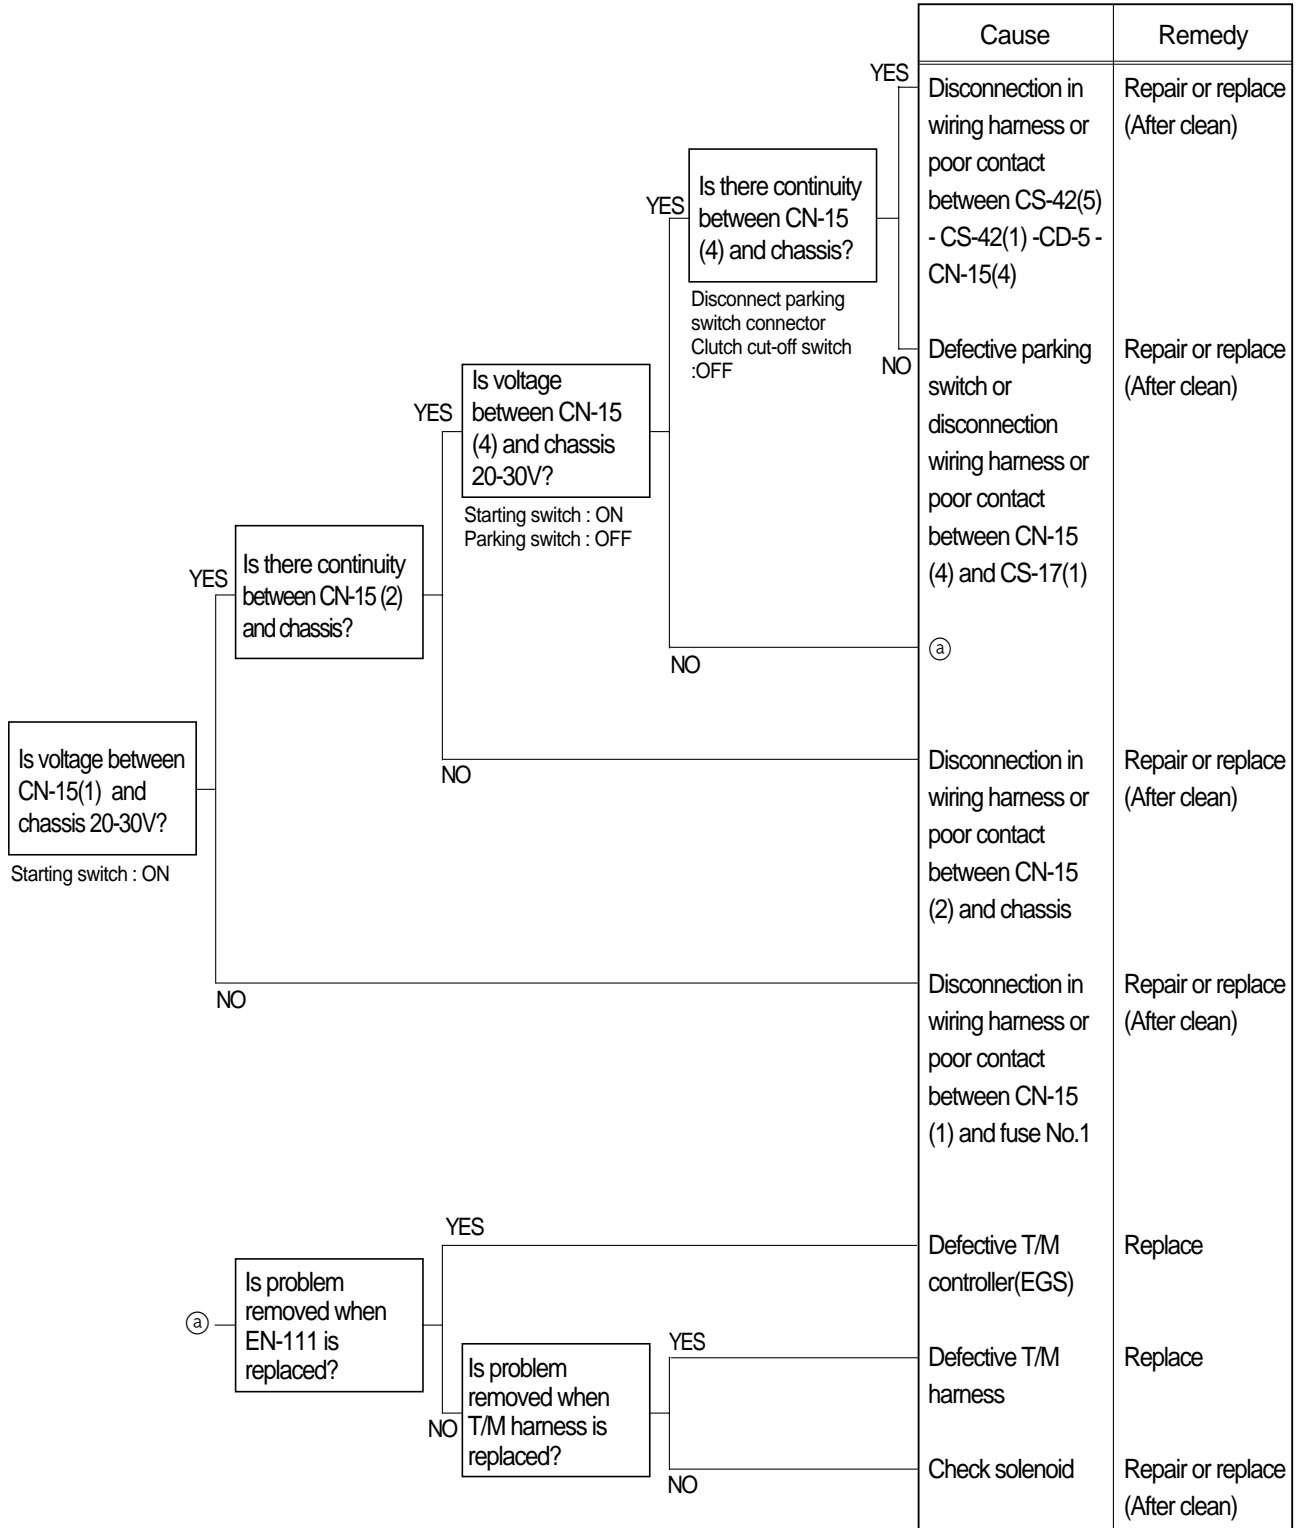 Cause
Remedy
YES
Disconnection in
wiring harness or
poor contact
between CS-42(5)
- CS-42(1) -CD-5 -
CN-15(4)
Repair or replace
(After clean)
YES
Is there continuity
between CN-15
(4) and chassis?
Disconnect parking
switch connector
Clutch cut-off switch
:OFF
NO
Defective parking
switch or
disconnection
wiring harness or
poor contact
between CN-15
(4) and CS-17(1)
Repair or replace
(After clean)
YES
Is voltage
between CN-15
(4) and chassis
20-30V?
Starting switch : ON
Parking switch : OFF
NO
ⓐ
YES
Is there continuity
between CN-15 (2)
and chassis?
NO
Disconnection in
wiring harness or
poor contact
between CN-15
(2) and chassis
Repair or replace
(After clean)
Is voltage between
CN-15(1) and
chassis 20-30V?
Starting switch : ON
NO
Disconnection in
wiring harness or
poor contact
between CN-15
(1) and fuse No.1
Repair or replace
(After clean)
ⓐ
Is problem
removed when
EN-111 is
replaced?
YES
Defective T/M
controller(EGS)
Replace
NO
Is problem
removed when
T/M harness is
replaced?
YES
Defective T/M
harness
Replace
NO
Check solenoid
Repair or replace
(After clean)